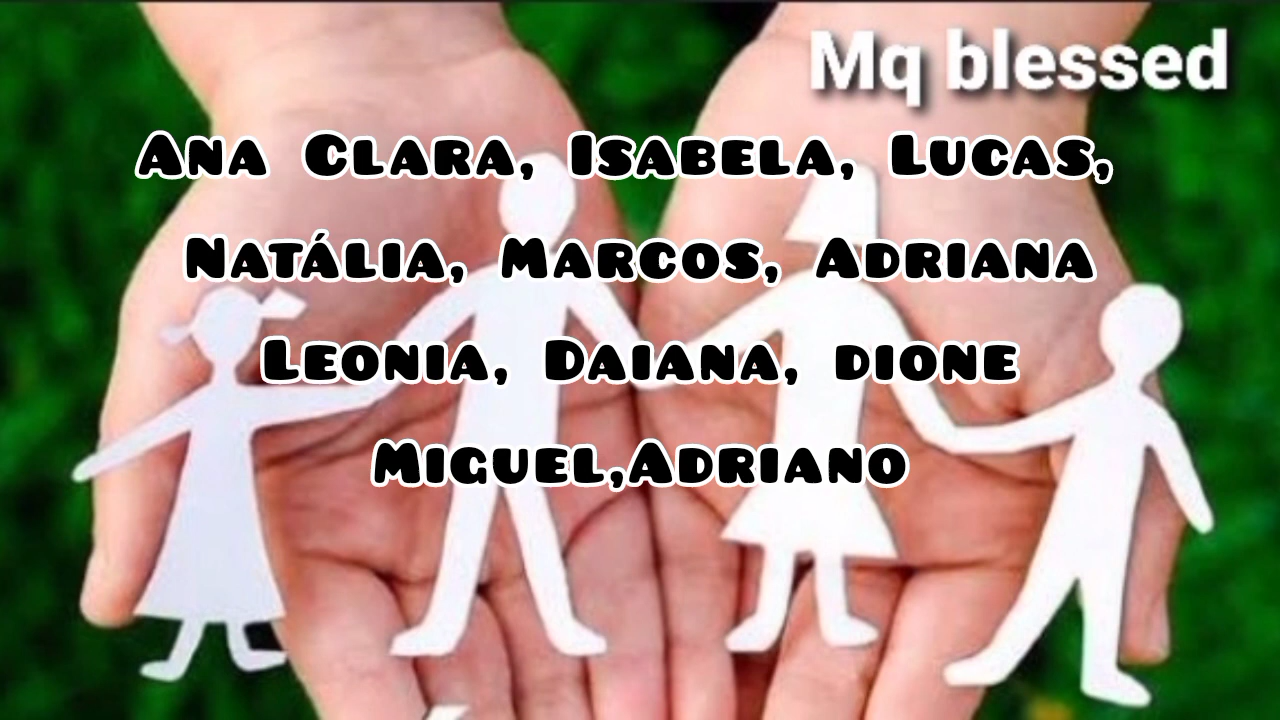 Mq blessed
Ana Clara, Isabela, Lucas,
Natália, Marcos, Adriana
Leonia, Daiana, dione
Miguel,Adriano